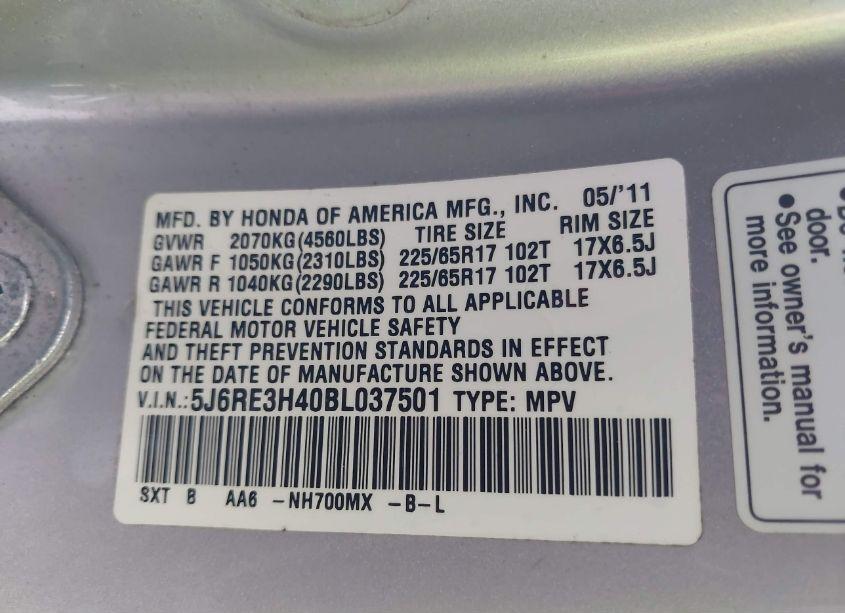 MFD. BY HONDA OF AMERICA MFG., INC. 05/'11
GVWR 2070KG(4560LBS) TIRE SIZE RIM SIZE
GAWR F 1050KG(2310LBS) 225/65R17 102T 17X6.5J
GAWR R 1040KG(2290LBS) 225/65R17 102T 17X6.5J
THIS VEHICLE CONFORMS TO ALL APPLICABLE
FEDERAL MOTOR VEHICLE SAFETY
AND THEFT PREVENTION STANDARDS IN EFFECT
ON THE DATE OF MANUFACTURE SHOWN ABOVE.
V.I.N.:5J6RE3H40BL037501 TYPE: MPV
SXT B AA6 -NH700MX -B-L
door.
●See owner's manual for
more information.